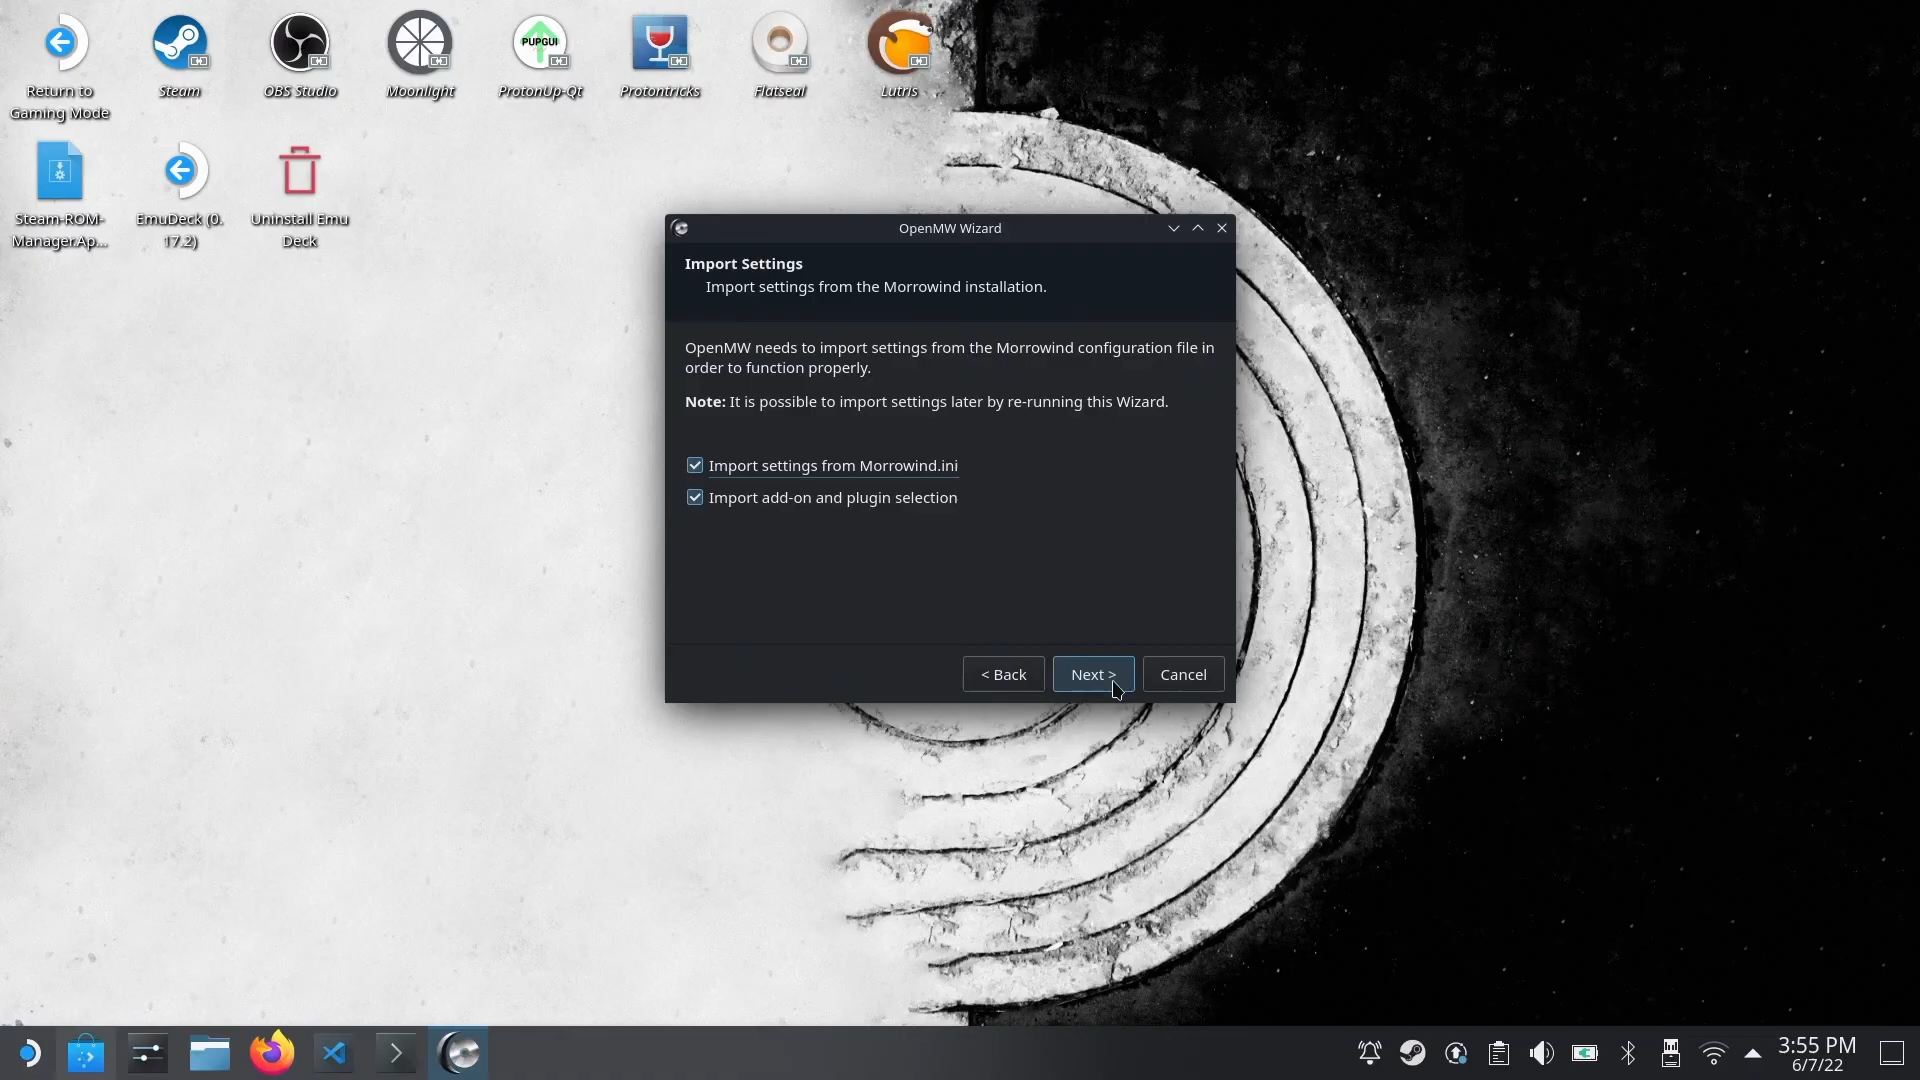 Return to
Gaming Mode
Steam
OBS Studio
Moonlight
PUPGUI
ProtonUp-Qt
Protontricks
Flatseal
Lutris
Steam-ROM-
Manager.Ap...
EmuDeck (0.
17.2)
Uninstall Emu
Deck
OpenMW Wizard
Import Settings
Import settings from the Morrowind installation.
OpenMW needs to import settings from the Morrowind configuration file in
order to function properly.
Note: It is possible to import settings later by re-running this Wizard.
Import settings from Morrowind.ini
Import add-on and plugin selection
< Back
Next >
Cancel
3:55 PM
6/7/22